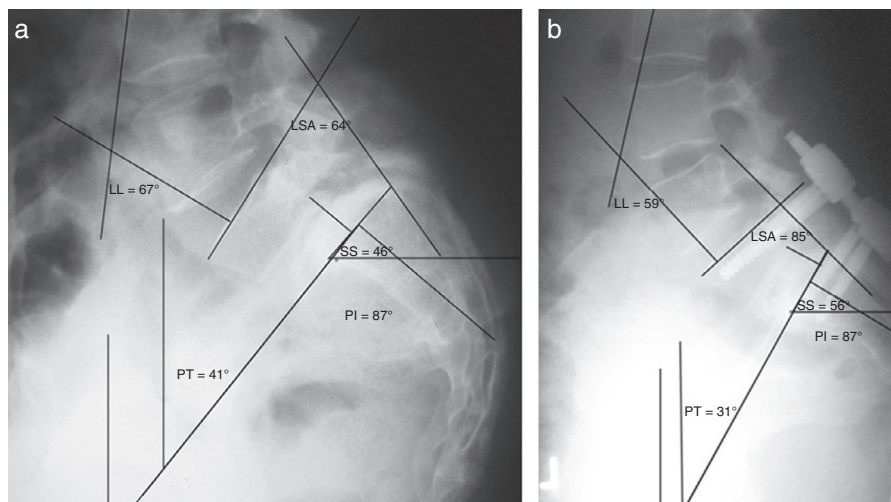 a
LSA = 64°
LL = 67°
SS = 46°
PI = 87°
PT = 41°
b
LL = 59°
LSA = 85°
SS = 56°
PI = 87°
PT = 31°